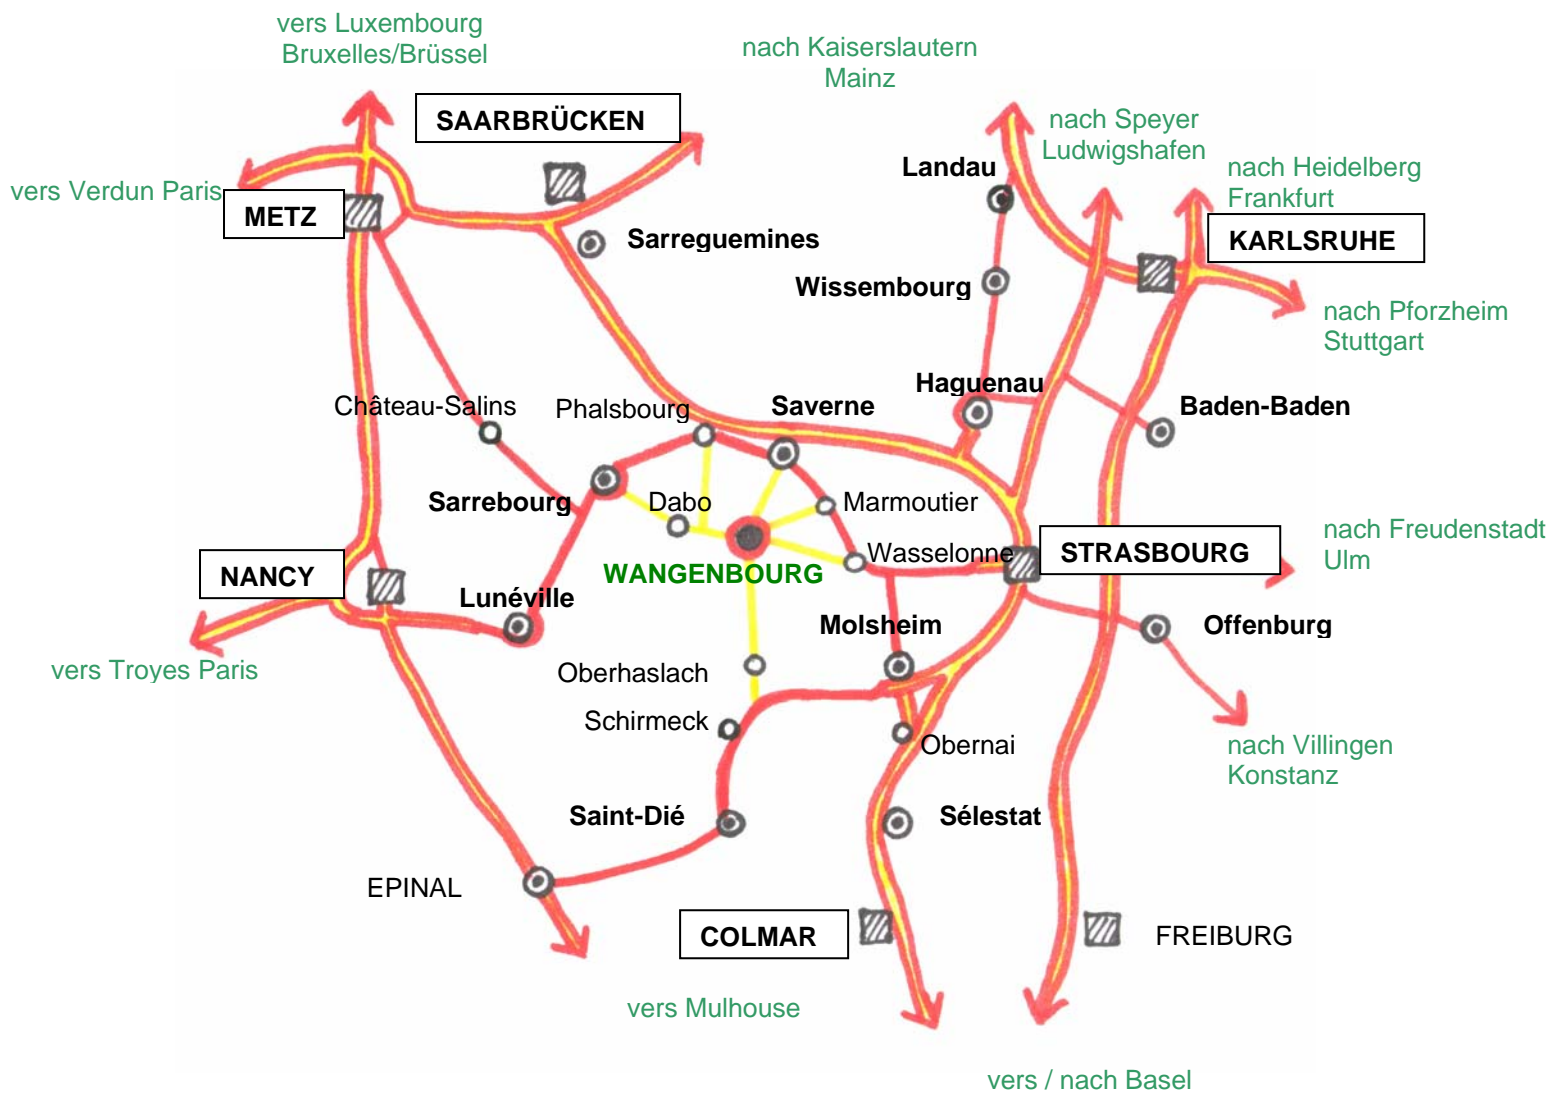 vers Luxembourg
Bruxelles/Brüssel
nach Kaiserslautern
Mainz
SAARBRÜCKEN
nach Speyer
Ludwigshafen
Landau
nach Heidelberg
Frankfurt
vers Verdun Paris
METZ
Sarreguemines
KARLSRUHE
Wissembourg
nach Pforzheim
Stuttgart
Haguenau
Château-Salins
Phalsbourg
Saverne
Baden-Baden
Sarrebourg
Dabo
Marmoutier
nach Freudenstadt
Ulm
Wasselonne
STRASBOURG
NANCY
WANGENBOURG
Lunéville
Molsheim
Offenburg
vers Troyes Paris
Oberhaslach
Schirmeck
Obernai
nach Villingen
Konstanz
Saint-Dié
Sélestat
EPINAL
COLMAR
FREIBURG
vers Mulhouse
vers / nach Basel